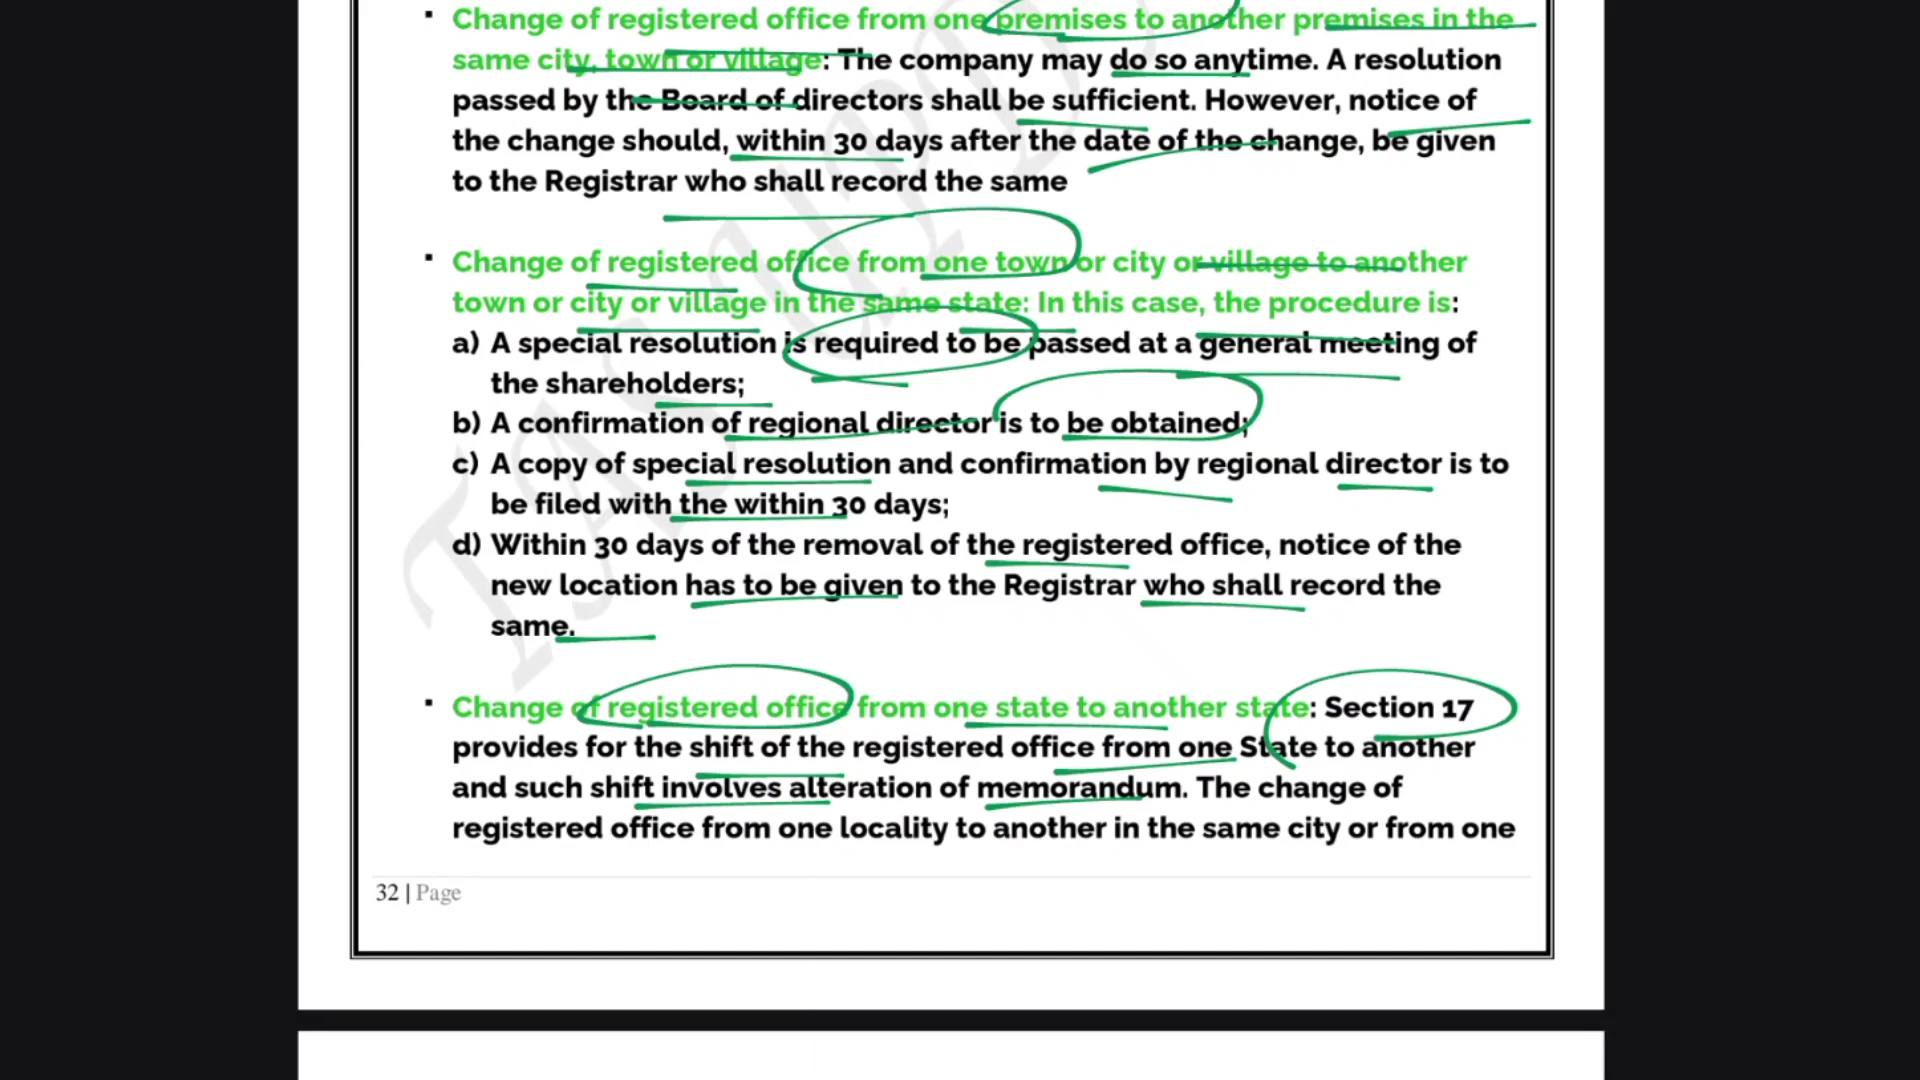 ▪ Change of registered office from one premises to another premises in the
same city, town or village: The company may do so anytime. A resolution
passed by the Board of directors shall be sufficient. However, notice of
the change should, within 30 days after the date of the change, be given
to the Registrar who shall record the same
▪ Change of registered office from one town or city or village to another
town or city or village in the same state: In this case, the procedure is:
a) A special resolution is required to be passed at a general meeting of
the shareholders;
b) A confirmation of regional director is to be obtained;
c) A copy of special resolution and confirmation by regional director is to
be filed with the within 30 days;
d) Within 30 days of the removal of the registered office, notice of the
new location has to be given to the Registrar who shall record the
same.
▪ Change of registered office from one state to another state: Section 17
provides for the shift of the registered office from one State to another
and such shift involves alteration of memorandum. The change of
registered office from one locality to another in the same city or from one
32 | Page